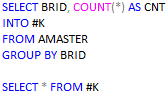 SELECT BRID, COUNT(*) AS CNT
INTO #K
FROM AMASTER
GROUP BY BRID
SELECT * FROM #K